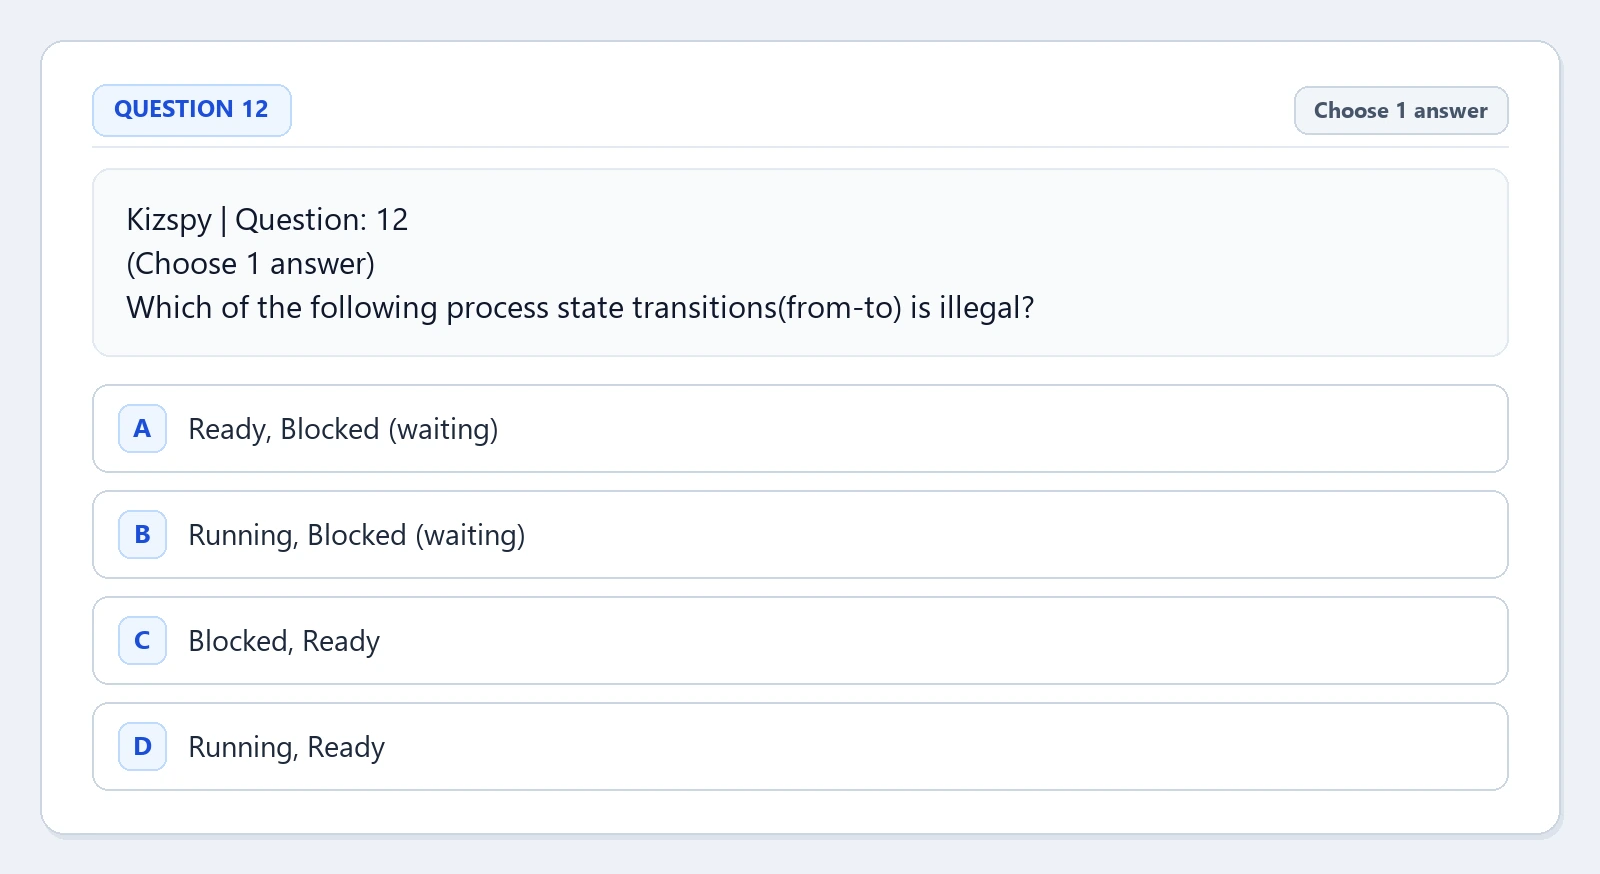 QUESTION 12
Choose 1 answer
Kizspy | Question: 12
(Choose 1 answer)
Which of the following process state transitions(from-to) is illegal?
A Ready, Blocked (waiting)
B Running, Blocked (waiting)
C Blocked, Ready
D Running, Ready